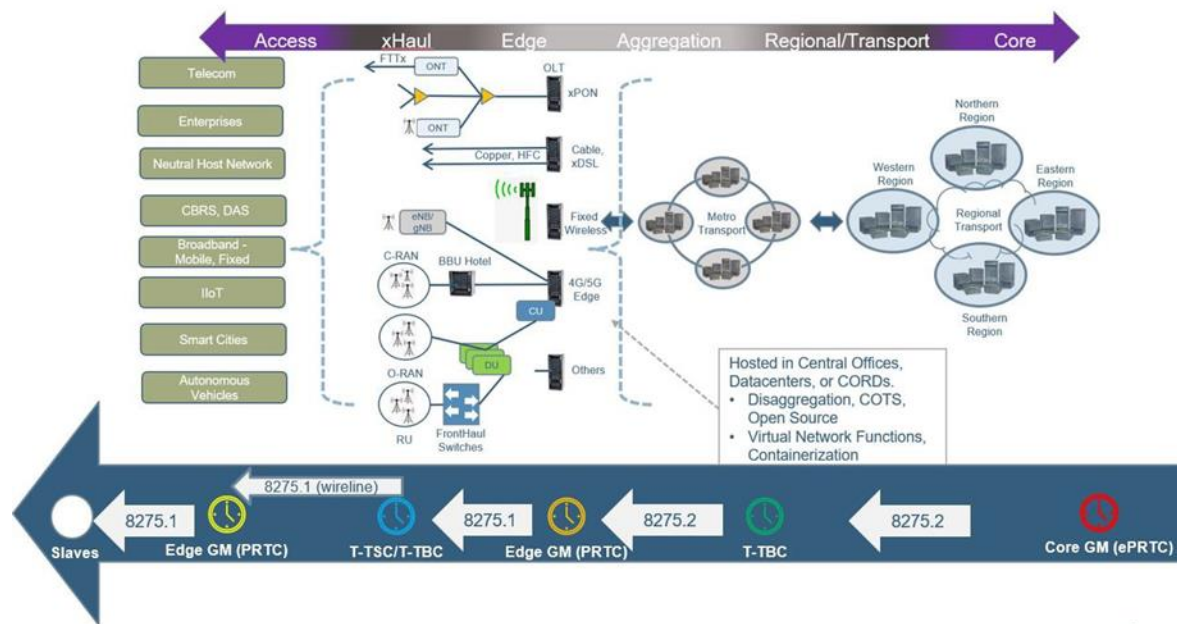 Access
xHaul
Edge
Aggregation
Regional/Transport
Core
Telecom
Enterprises
Neutral Host Network
CBRS, DAS
Broadband -
Mobile, Fixed
IIoT
Smart Cities
Autonomous
Vehicles
FTTx
ONT
OLT
xPON
ONT
Copper, HFC
Cable,
xDSL
Fixed
Wireless
eNB/
gNB
C-RAN
BBU Hotel
4G/5G
Edge
CU
DU
Others
O-RAN
RU
FrontHaul
Switches
Metro
Transport
Northern
Region
Western
Region
Eastern
Region
Regional
Transport
Southern
Region
Hosted in Central Offices,
Datacenters, or CORDs.
• Disaggregation, COTS,
Open Source
• Virtual Network Functions,
Containerization
8275.1 (wireline)
8275.1
8275.1
8275.2
8275.2
Slaves
Edge GM (PRTC)
T-TSC/T-TBC
Edge GM (PRTC)
T-TBC
Core GM (ePRTC)